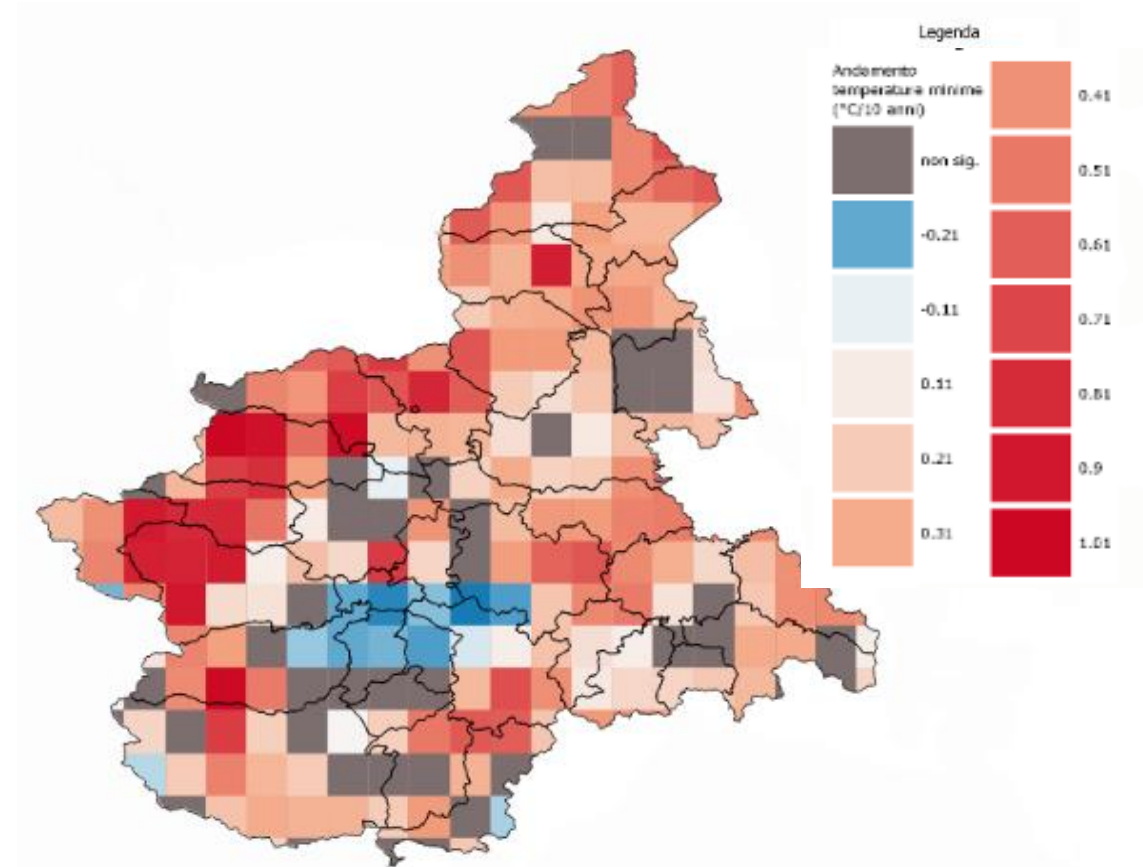 Legenda
Andamento
temperature minime
(°C/10 anni)
non sig.
-0.21
-0.11
0.11
0.21
0.31
0.41
0.51
0.61
0.71
0.81
0.9
1.01